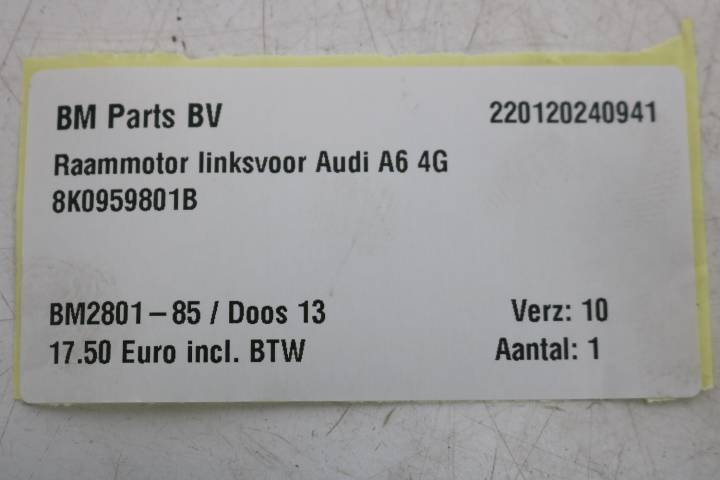 BM Parts BV 220120240941
Raammotor linksvoor Audi A6 4G
8K0959801B
BM2801-85 / Doos 13 Verz: 10
17.50 Euro incl. BTW Aantal: 1